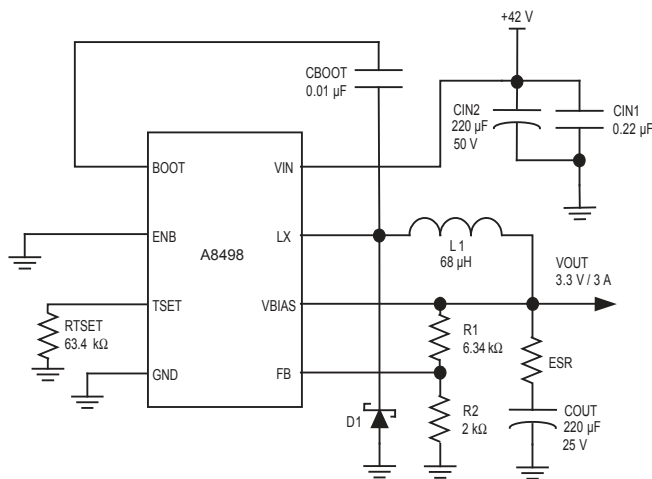 +42 V
CBOOT
0.01 µF
CIN2
220 µF
50 V
CIN1
0.22 µF
BOOT
VIN
ENB
LX
A8498
L1
68 µH
VOUT
3.3 V / 3 A
TSET
VBIAS
RTSET
63.4 kΩ
R1
6.34 kΩ
ESR
GND
FB
D1
R2
2 kΩ
COUT
220 µF
25 V